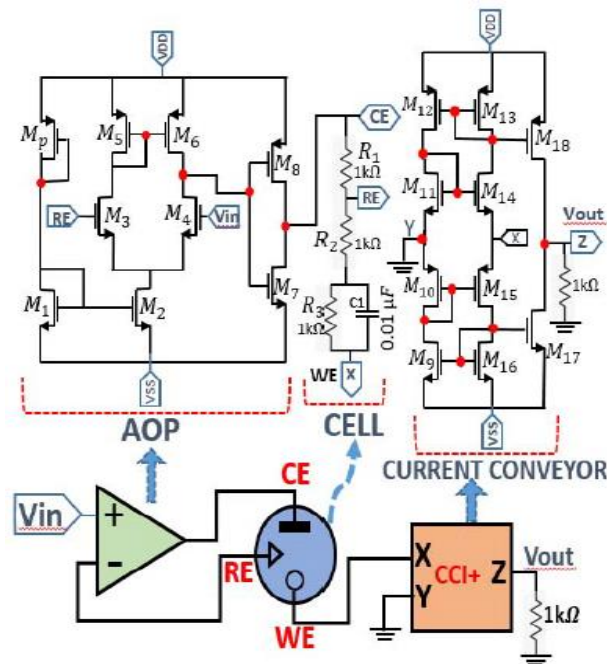 VDD
VDD
Mp
M5
M6
M8
RE
M3
M4
Vin
M1
M2
M7
VSS
CE
R1
1kΩ
RE
R2
1kΩ
R3
1kΩ
C1
0.01 µF
WE
X
M12
M13
M18
M11
M14
Vout
Y
X
Z
M10
M15
1kΩ
M9
M16
M17
VSS
AOP
CELL
CURRENT CONVEYOR
Vin
+
-
CE
RE
WE
X
Y
CCI+
Z
Vout
1kΩ